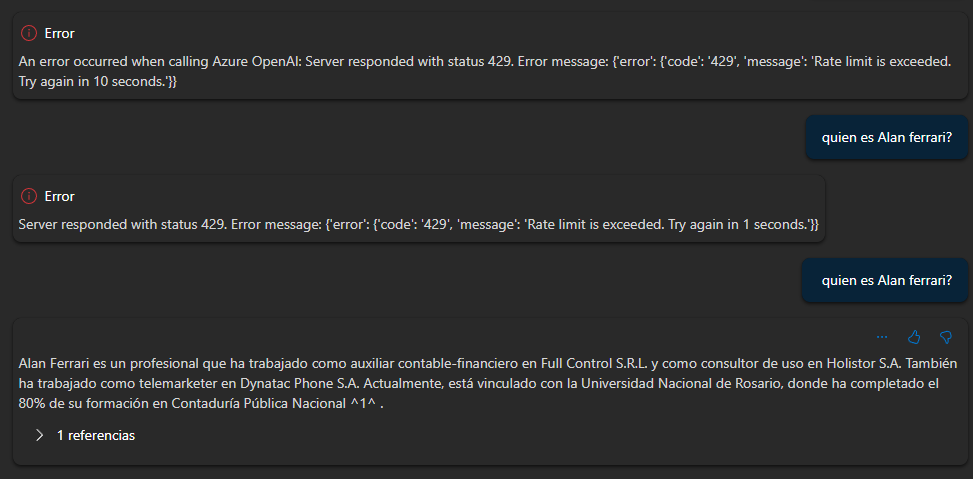 Error
An error occurred when calling Azure OpenAI: Server responded with status 429. Error message: {'error': {'code': '429', 'message': 'Rate limit is exceeded.
Try again in 10 seconds.'}}
quien es Alan ferrari?
Error
Server responded with status 429. Error message: {'error': {'code': '429', 'message': 'Rate limit is exceeded. Try again in 1 seconds.'}}
quien es Alan ferrari?
Alan Ferrari es un profesional que ha trabajado como auxiliar contable-financiero en Full Control S.R.L. y como consultor de uso en Holistor S.A. También
ha trabajado como telemarketer en Dynatac Phone S.A. Actualmente, está vinculado con la Universidad Nacional de Rosario, donde ha completado el
80% de su formación en Contaduría Pública Nacional ^1^ .
1 referencias